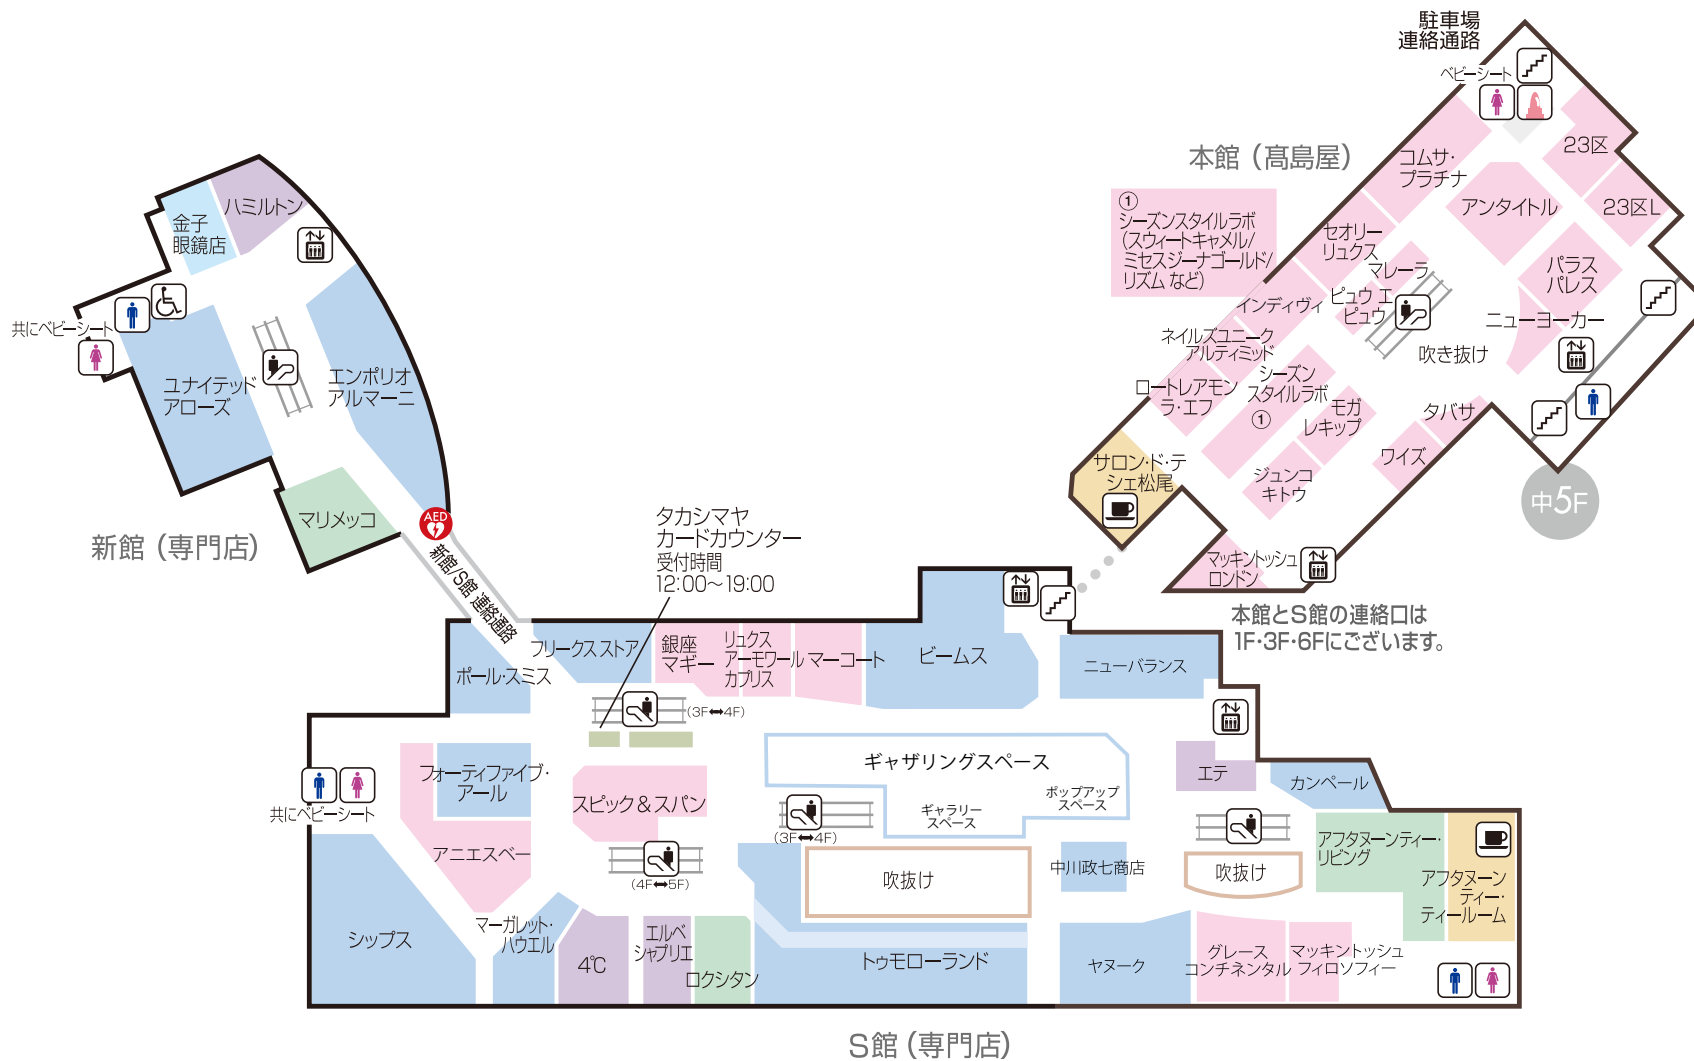 駐車場
連絡通路
ベビーシート
本館（髙島屋）
①
シーズンスタイルラボ
（スウィートキャメル/
ミセスジーナゴールド/
リズム など）
コムサ・
プラチナ
23区
アンタイトル
23区L
セオリー
リュクス
マレーラ
パラス
パレス
インディヴィ
ピュウ エ
ピュウ
ニューヨーカー
ネイルズユニーク
アルティミッド
吹き抜け
ロートレアモン
ラ・エフ
シーズン
スタイルラボ
①
モガ
レキップ
タバサ
ワイズ
サロン・ド・テ
シェ松尾
ジュンコ
キトウ
中5F
マッキントッシュ
ロンドン
本館とS館の連絡口は
1F・3F・6Fにございます。
金子
眼鏡店
ハミルトン
共にベビーシート
ユナイテッド
アローズ
エンポリオ
アルマーニ
マリメッコ
AED
新館（専門店）
新館/S館 連絡通路
タカシマヤ
カードカウンター
受付時間
12:00〜19:00
ポール・スミス
フリークス ストア
銀座
マギー
リュクス
アーモワール
カプリス
マーコート
ビームス
ニューバランス
(3F⬌4F)
フォーティファイブ・
アール
スピック＆スパン
ギャザリングスペース
ギャラリー
スペース
ポップアップ
スペース
エテ
カンペール
共にベビーシート
アニエスベー
(3F⬌4F)
(4F⬌5F)
吹抜け
中川政七商店
吹抜け
アフタヌーンティー・
リビング
アフタヌーン
ティー・
ティールーム
シップス
マーガレット・
ハウエル
4℃
エルベ
シャプリエ
ロクシタン
トゥモローランド
ヤヌーク
グレース
コンチネンタル
マッキントッシュ
フィロソフィー
S館（専門店）